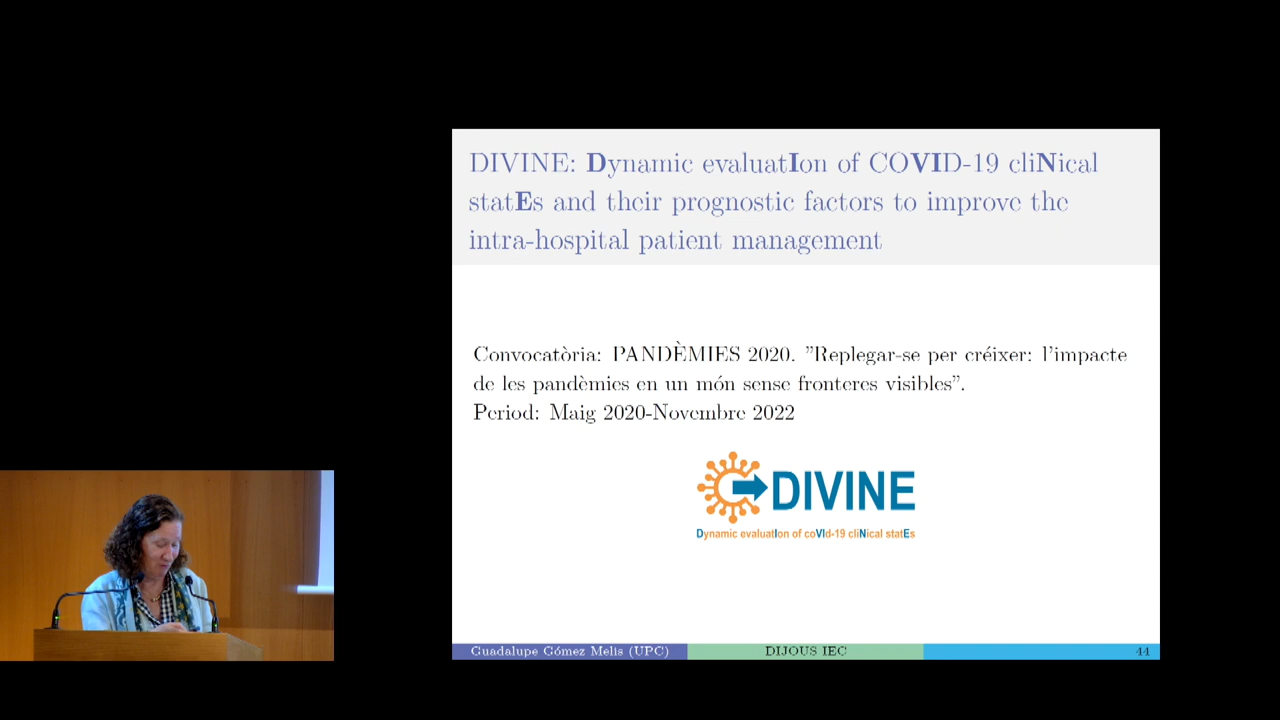 DIVINE: Dynamic evaluatIon of COVID-19 cliNical
statEs and their prognostic factors to improve the
intra-hospital patient management
Convocatòria: PANDÈMIES 2020. ”Replegar-se per créixer: l’impacte
de les pandèmies en un món sense fronteres visibles”.
Period: Maig 2020-Novembre 2022
DIVINE
Dynamic evaluatIon of coVId-19 cliNical statEs
Guadalupe Gómez Melis (UPC) DIJOUS IEC 44